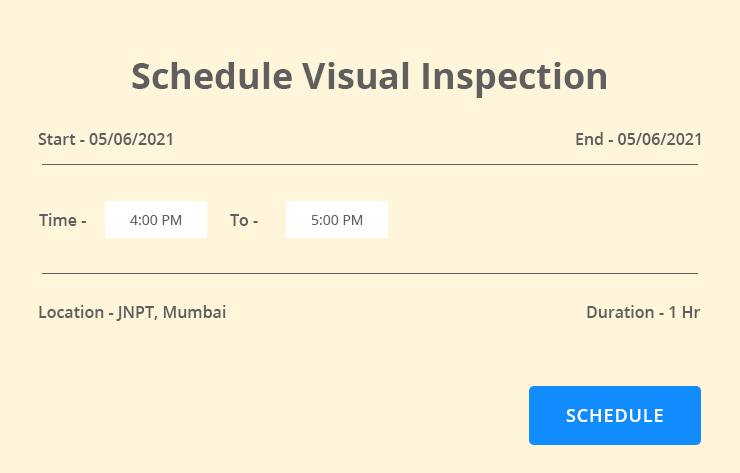 Schedule Visual Inspection
Start - 05/06/2021 End - 05/06/2021
Time - 4:00 PM To - 5:00 PM
Location - JNPT, Mumbai Duration - 1 Hr
SCHEDULE